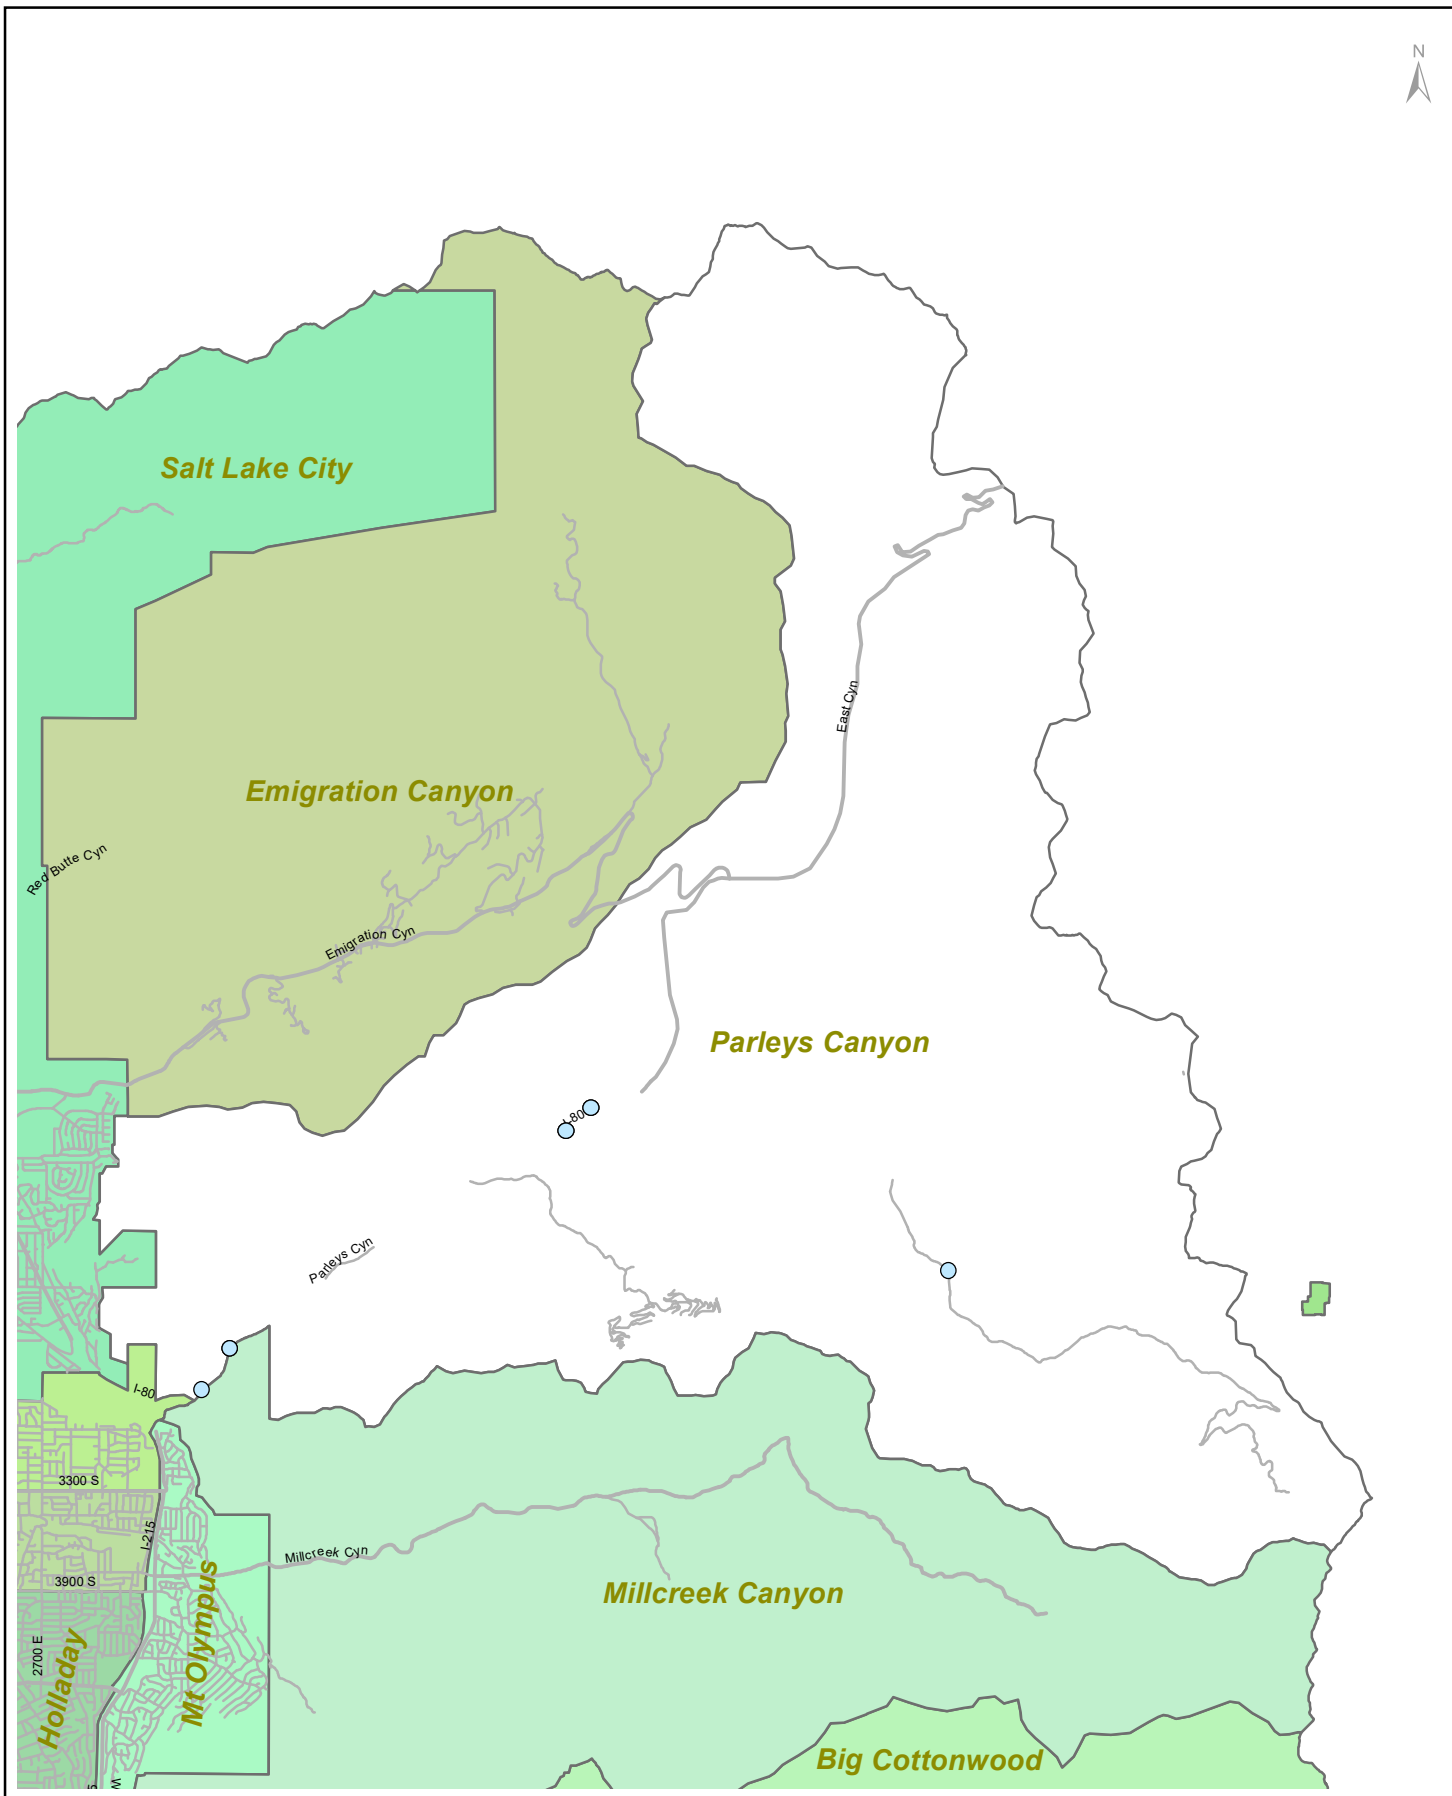 N
Salt Lake City
East Cyn
Emigration Canyon
Red Butte Cyn
Emigration Cyn
Parleys Canyon
I-80
Parleys Cyn
I-80
3300 S
I-215
Millcreek Cyn
3900 S
Millcreek Canyon
2700 E
Holladay
Mt Olympus
Big Cottonwood